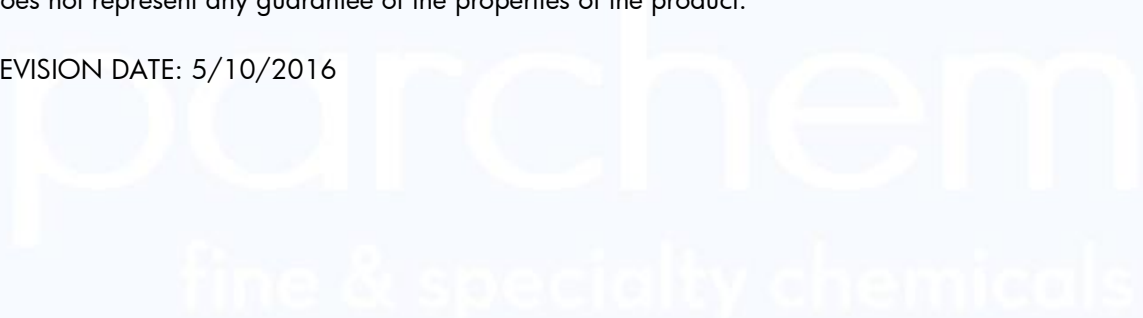 oes not represent any guarantee of the properties of the product.
EVISION DATE: 5/10/2016
parchem
fine & specialty chemicals